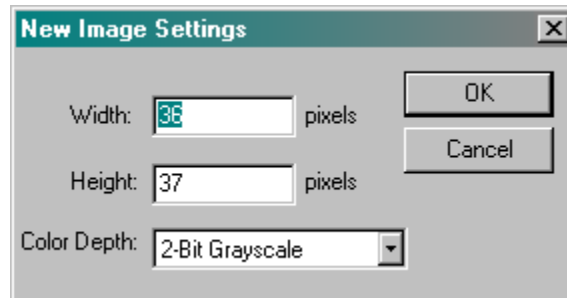 New Image Settings
Width: 36 pixels
OK
Cancel
Height: 37 pixels
Color Depth: 2-Bit Grayscale